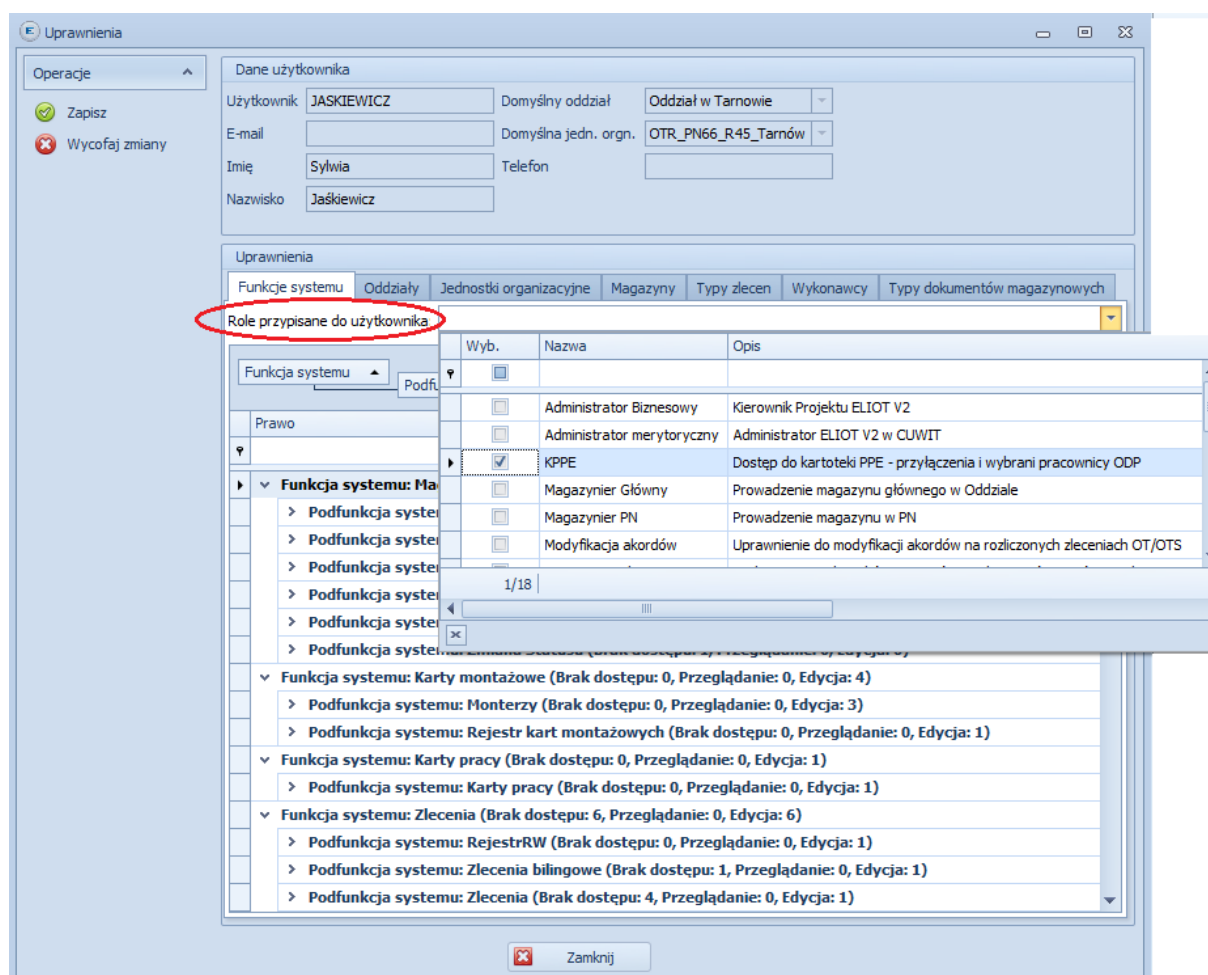 Uprawnienia
Operacje
Zapisz
Wycofaj zmiany
Dane użytkownika
Użytkownik JASKIEWICZ Domyślny oddział Oddział w Tarnowie
E-mail Domyślna jedn. orgn. OTR_PN66_R45_Tarnów
Imię Sylwia Telefon
Nazwisko Jaśkiewicz
Uprawnienia
Funkcje systemu Oddziały Jednostki organizacyjne Magazyny Typy zlecen Wykonawcy Typy dokumentów magazynowych
Role przypisane do użytkownika
Wyb. Nazwa Opis
Funkcja systemu
Administrator Biznesowy Kierownik Projektu ELIOT V2
Prawo
Administrator merytoryczny Administrator ELIOT V2 w CUWIT
KPPE Dostęp do kartoteki PPE - przyłączenia i wybrani pracownicy ODP
Funkcja systemu:
Magazynier Główny Prowadzenie magazynu głównego w Oddziale
Podfunkcja
Magazynier PN Prowadzenie magazynu w PN
Podfunkcja
Modyfikacja akordów Uprawnienie do modyfikacji akordów na rozliczonych zleceniach OT/OTS
Podfunkcja
1/18
Podfunkcja
Podfunkcja
Podfunkcja
Funkcja systemu: Karty montażowe (Brak dostępu: 0, Przeglądanie: 0, Edycja: 4)
Podfunkcja systemu: Monterzy (Brak dostępu: 0, Przeglądanie: 0, Edycja: 3)
Podfunkcja systemu: Rejestr kart montażowych (Brak dostępu: 0, Przeglądanie: 0, Edycja: 1)
Funkcja systemu: Karty pracy (Brak dostępu: 0, Przeglądanie: 0, Edycja: 1)
Podfunkcja systemu: Karty pracy (Brak dostępu: 0, Przeglądanie: 0, Edycja: 1)
Funkcja systemu: Zlecenia (Brak dostępu: 6, Przeglądanie: 0, Edycja: 6)
Podfunkcja systemu: RejestrRW (Brak dostępu: 0, Przeglądanie: 0, Edycja: 1)
Podfunkcja systemu: Zlecenia bilingowe (Brak dostępu: 1, Przeglądanie: 0, Edycja: 1)
Podfunkcja systemu: Zlecenia (Brak dostępu: 4, Przeglądanie: 0, Edycja: 1)
Zamknij